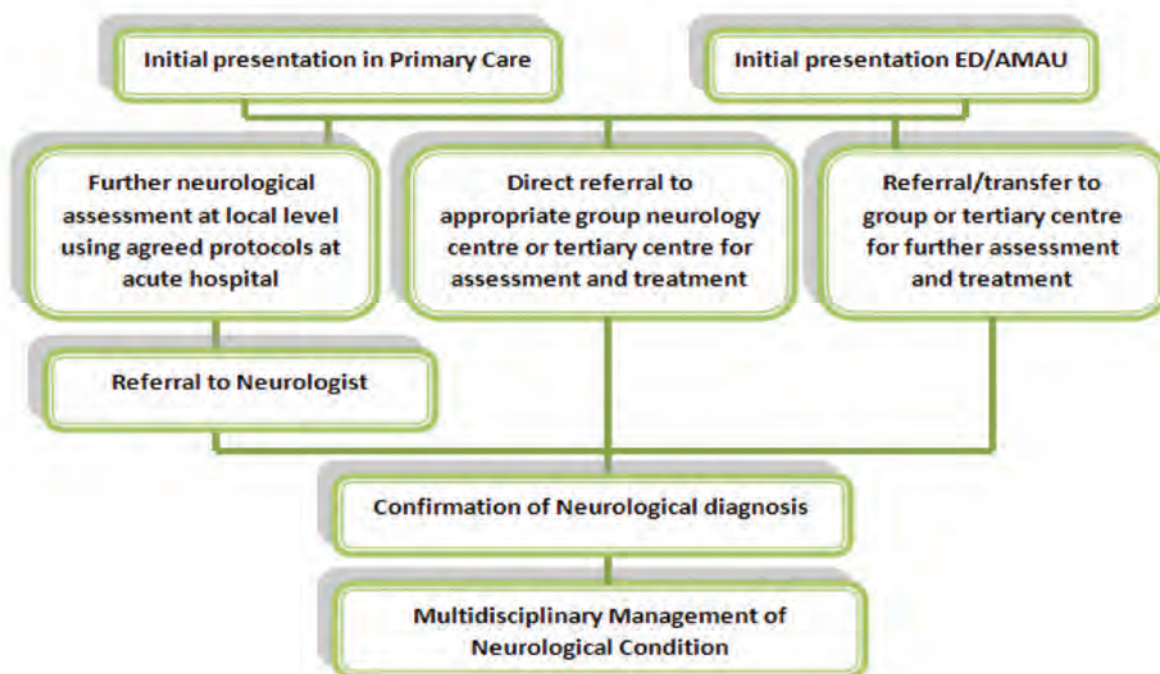 Initial presentation in Primary Care
Initial presentation ED/AMAU
Further neurological
assessment at local level
using agreed protocols at
acute hospital
Direct referral to
appropriate group neurology
centre or tertiary centre for
assessment and treatment
Referral/transfer to
group or tertiary centre
for further assessment
and treatment
Referral to Neurologist
Confirmation of Neurological diagnosis
Multidisciplinary Management of
Neurological Condition